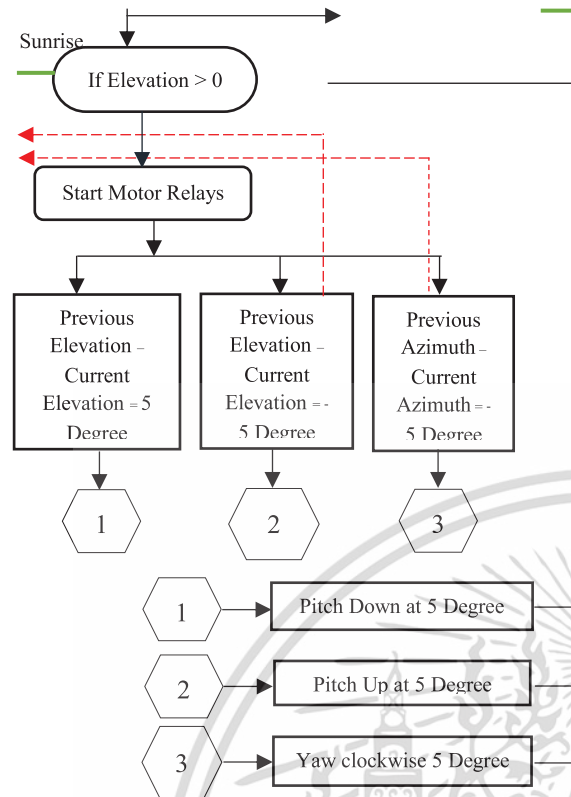 Sunrise
If Elevation > 0
Start Motor Relays
Previous
Elevation –
Current
Elevation = 5
Degree
Previous
Elevation –
Current
Elevation = -
5 Degree
Previous
Azimuth –
Current
Azimuth = -
5 Degree
1
2
3
1
Pitch Down at 5 Degree
2
Pitch Up at 5 Degree
3
Yaw clockwise 5 Degree